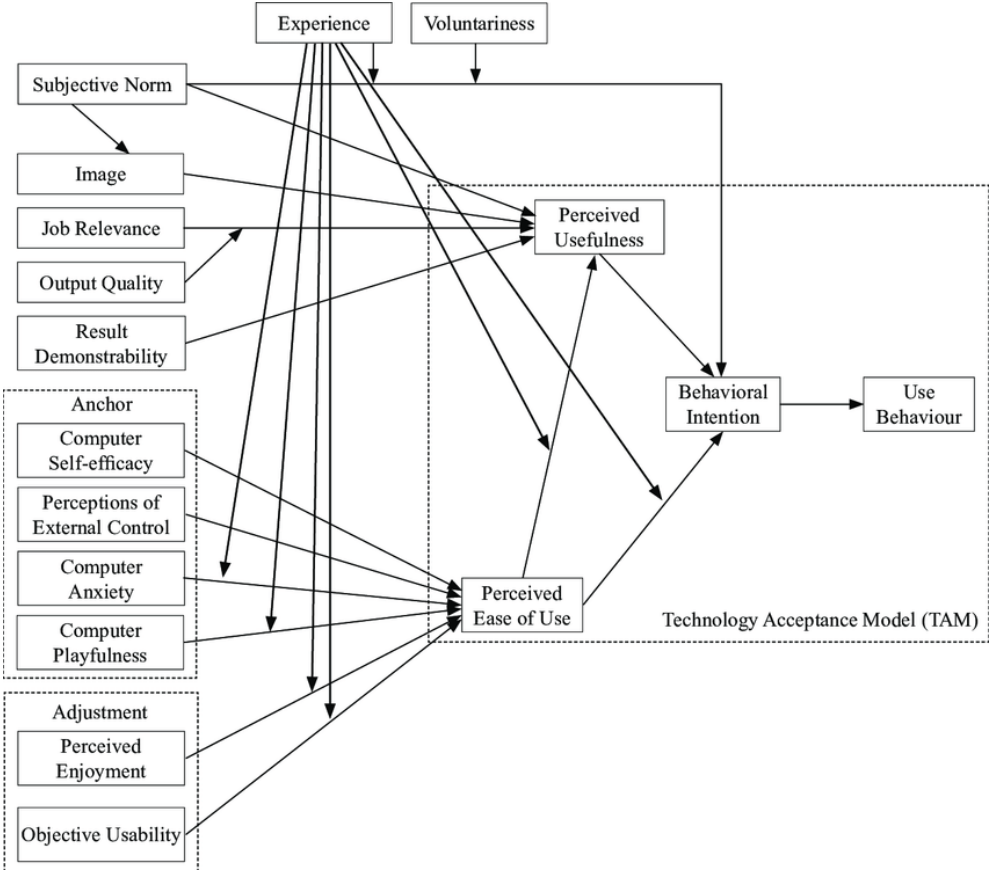 Experience
Voluntariness
Subjective Norm
Image
Job Relevance
Output Quality
Result
Demonstrability
Perceived
Usefulness
Behavioral
Intention
Use
Behaviour
Anchor
Computer
Self-efficacy
Perceptions of
External Control
Computer
Anxiety
Computer
Playfulness
Perceived
Ease of Use
Technology Acceptance Model (TAM)
Adjustment
Perceived
Enjoyment
Objective Usability